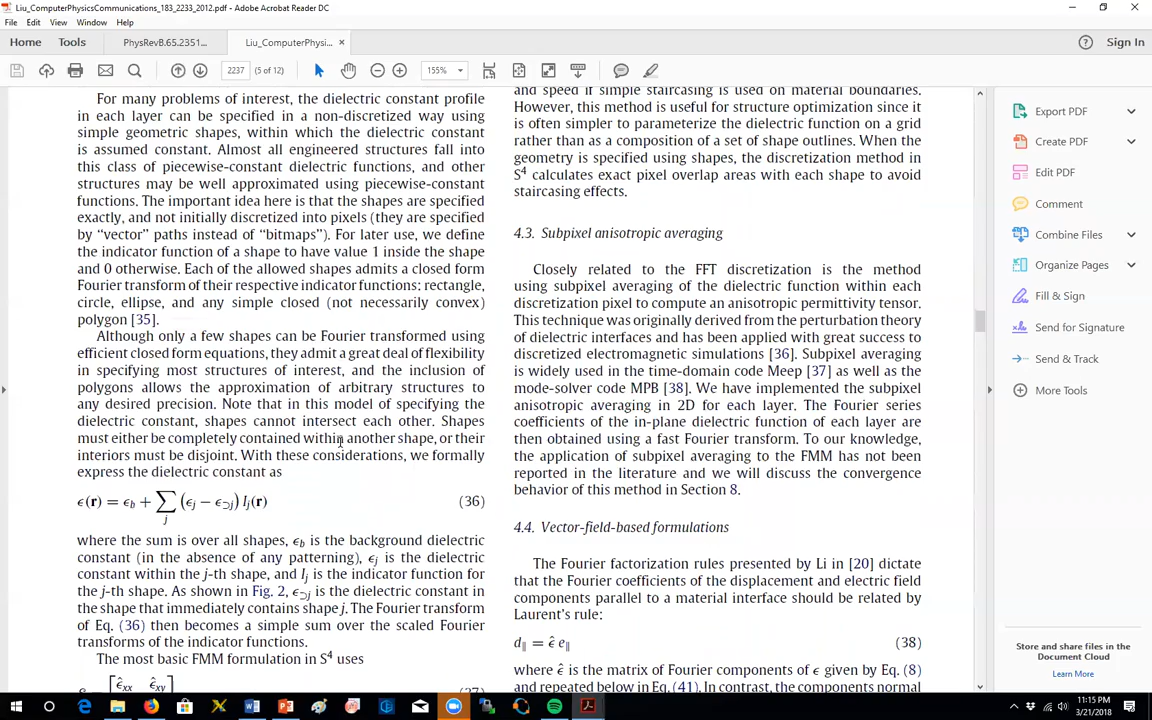 Liu_ComputerPhysicsCommunications_183_2233_2012.pdf - Adobe Acrobat Reader DC
File Edit View Window Help
Home Tools PhysRevB.65.2351... Liu_ComputerPhysi... × Sign In
2237 (5 of 12) 155%
For many problems of interest, the dielectric constant profile
in each layer can be specified in a non-discretized way using
simple geometric shapes, within which the dielectric constant
is assumed constant. Almost all engineered structures fall into
this class of piecewise-constant dielectric functions, and other
structures may be well approximated using piecewise-constant
functions. The important idea here is that the shapes are specified
exactly, and not initially discretized into pixels (they are specified
by “vector” paths instead of “bitmaps”). For later use, we define
the indicator function of a shape to have value 1 inside the shape
and 0 otherwise. Each of the allowed shapes admits a closed form
Fourier transform of their respective indicator functions: rectangle,
circle, ellipse, and any simple closed (not necessarily convex)
polygon [35].
Although only a few shapes can be Fourier transformed using
efficient closed form equations, they admit a great deal of flexibility
in specifying most structures of interest, and the inclusion of
polygons allows the approximation of arbitrary structures to
any desired precision. Note that in this model of specifying the
dielectric constant, shapes cannot intersect each other. Shapes
must either be completely contained within another shape, or their
interiors must be disjoint. With these considerations, we formally
express the dielectric constant as
ϵ(r) = ϵb + ∑j (ϵj − ϵ⊃j) Ij(r) (36)
where the sum is over all shapes, ϵb is the background dielectric
constant (in the absence of any patterning), ϵj is the dielectric
constant within the j-th shape, and Ij is the indicator function for
the j-th shape. As shown in Fig. 2, ϵ⊃j is the dielectric constant in
the shape that immediately contains shape j. The Fourier transform
of Eq. (36) then becomes a simple sum over the scaled Fourier
transforms of the indicator functions.
The most basic FMM formulation in S4 uses
ϵ̂xx ϵ̂xy (37)
and speed if simple staircasing is used on material boundaries.
However, this method is useful for structure optimization since it
is often simpler to parameterize the dielectric function on a grid
rather than as a composition of a set of shape outlines. When the
geometry is specified using shapes, the discretization method in
S4 calculates exact pixel overlap areas with each shape to avoid
staircasing effects.
4.3. Subpixel anisotropic averaging
Closely related to the FFT discretization is the method
using subpixel averaging of the dielectric function within each
discretization pixel to compute an anisotropic permittivity tensor.
This technique was originally derived from the perturbation theory
of dielectric interfaces and has been applied with great success to
discretized electromagnetic simulations [36]. Subpixel averaging
is widely used in the time-domain code Meep [37] as well as the
mode-solver code MPB [38]. We have implemented the subpixel
anisotropic averaging in 2D for each layer. The Fourier series
coefficients of the in-plane dielectric function of each layer are
then obtained using a fast Fourier transform. To our knowledge,
the application of subpixel averaging to the FMM has not been
reported in the literature and we will discuss the convergence
behavior of this method in Section 8.
4.4. Vector-field-based formulations
The Fourier factorization rules presented by Li in [20] dictate
that the Fourier coefficients of the displacement and electric field
components parallel to a material interface should be related by
Laurent’s rule:
d∥ = ϵ̂ e∥ (38)
where ϵ̂ is the matrix of Fourier components of ϵ given by Eq. (8)
and repeated below in Eq. (41). In contrast, the components normal
Export PDF
Create PDF
Edit PDF
Comment
Combine Files
Organize Pages
Fill & Sign
Send for Signature
Send & Track
More Tools
Store and share files in the
Document Cloud
Learn More
11:15 PM
3/21/2018